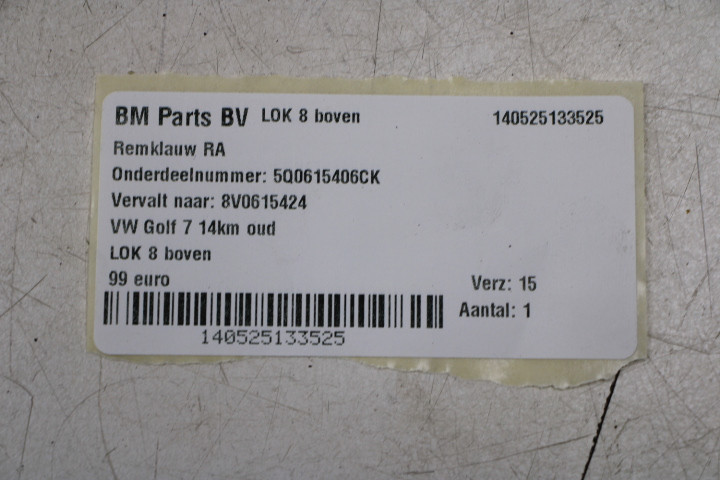 BM Parts BV LOK 8 boven 140525133525
Remklauw RA
Onderdeelnummer: 5Q0615406CK
Vervalt naar: 8V0615424
VW Golf 7 14km oud
LOK 8 boven
99 euro Verz: 15
Aantal: 1
140525133525